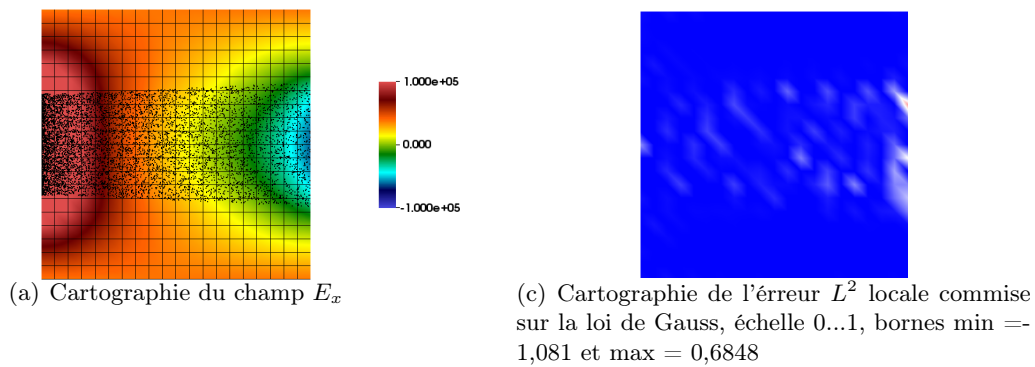 1.000e+05
0.000
-1.000e+05
(a) Cartographie du champ E_x
(c) Cartographie de l'érreur L^2 locale commise
sur la loi de Gauss, échelle 0...1, bornes min =-
1,081 et max = 0,6848